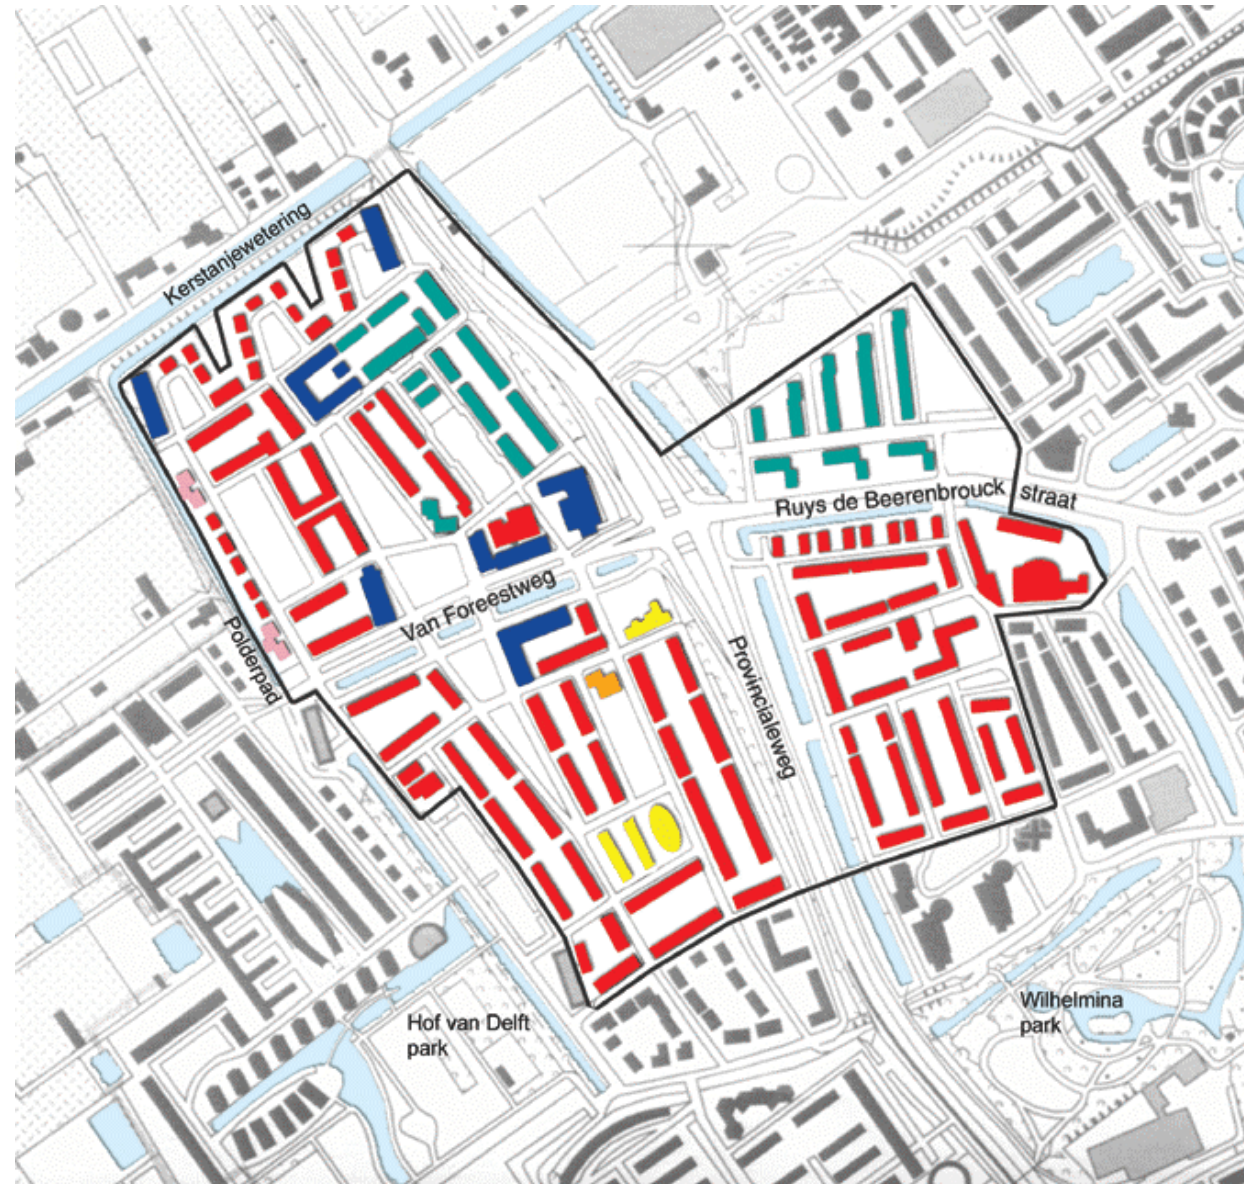 Kerstanjewetering
Ruys de Beerenbrouck straat
Van Foreestweg
Polderpad
Provincialeweg
Hof van Delft
park
Wilhelmina
park